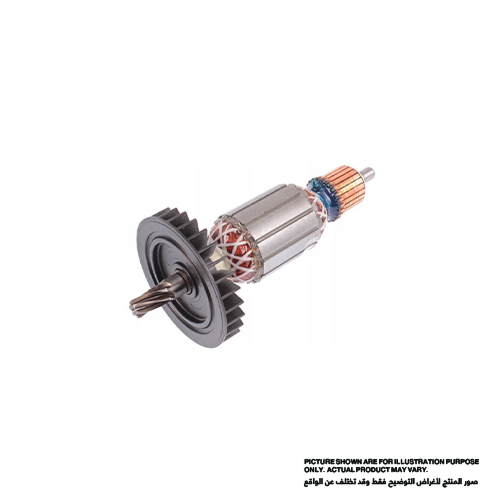 PICTURE SHOWN ARE FOR ILLUSTRATION PURPOSE
ONLY. ACTUAL PRODUCT MAY VARY.
صور المنتج لأغراض التوضيح فقط وقد تختلف عن الواقع